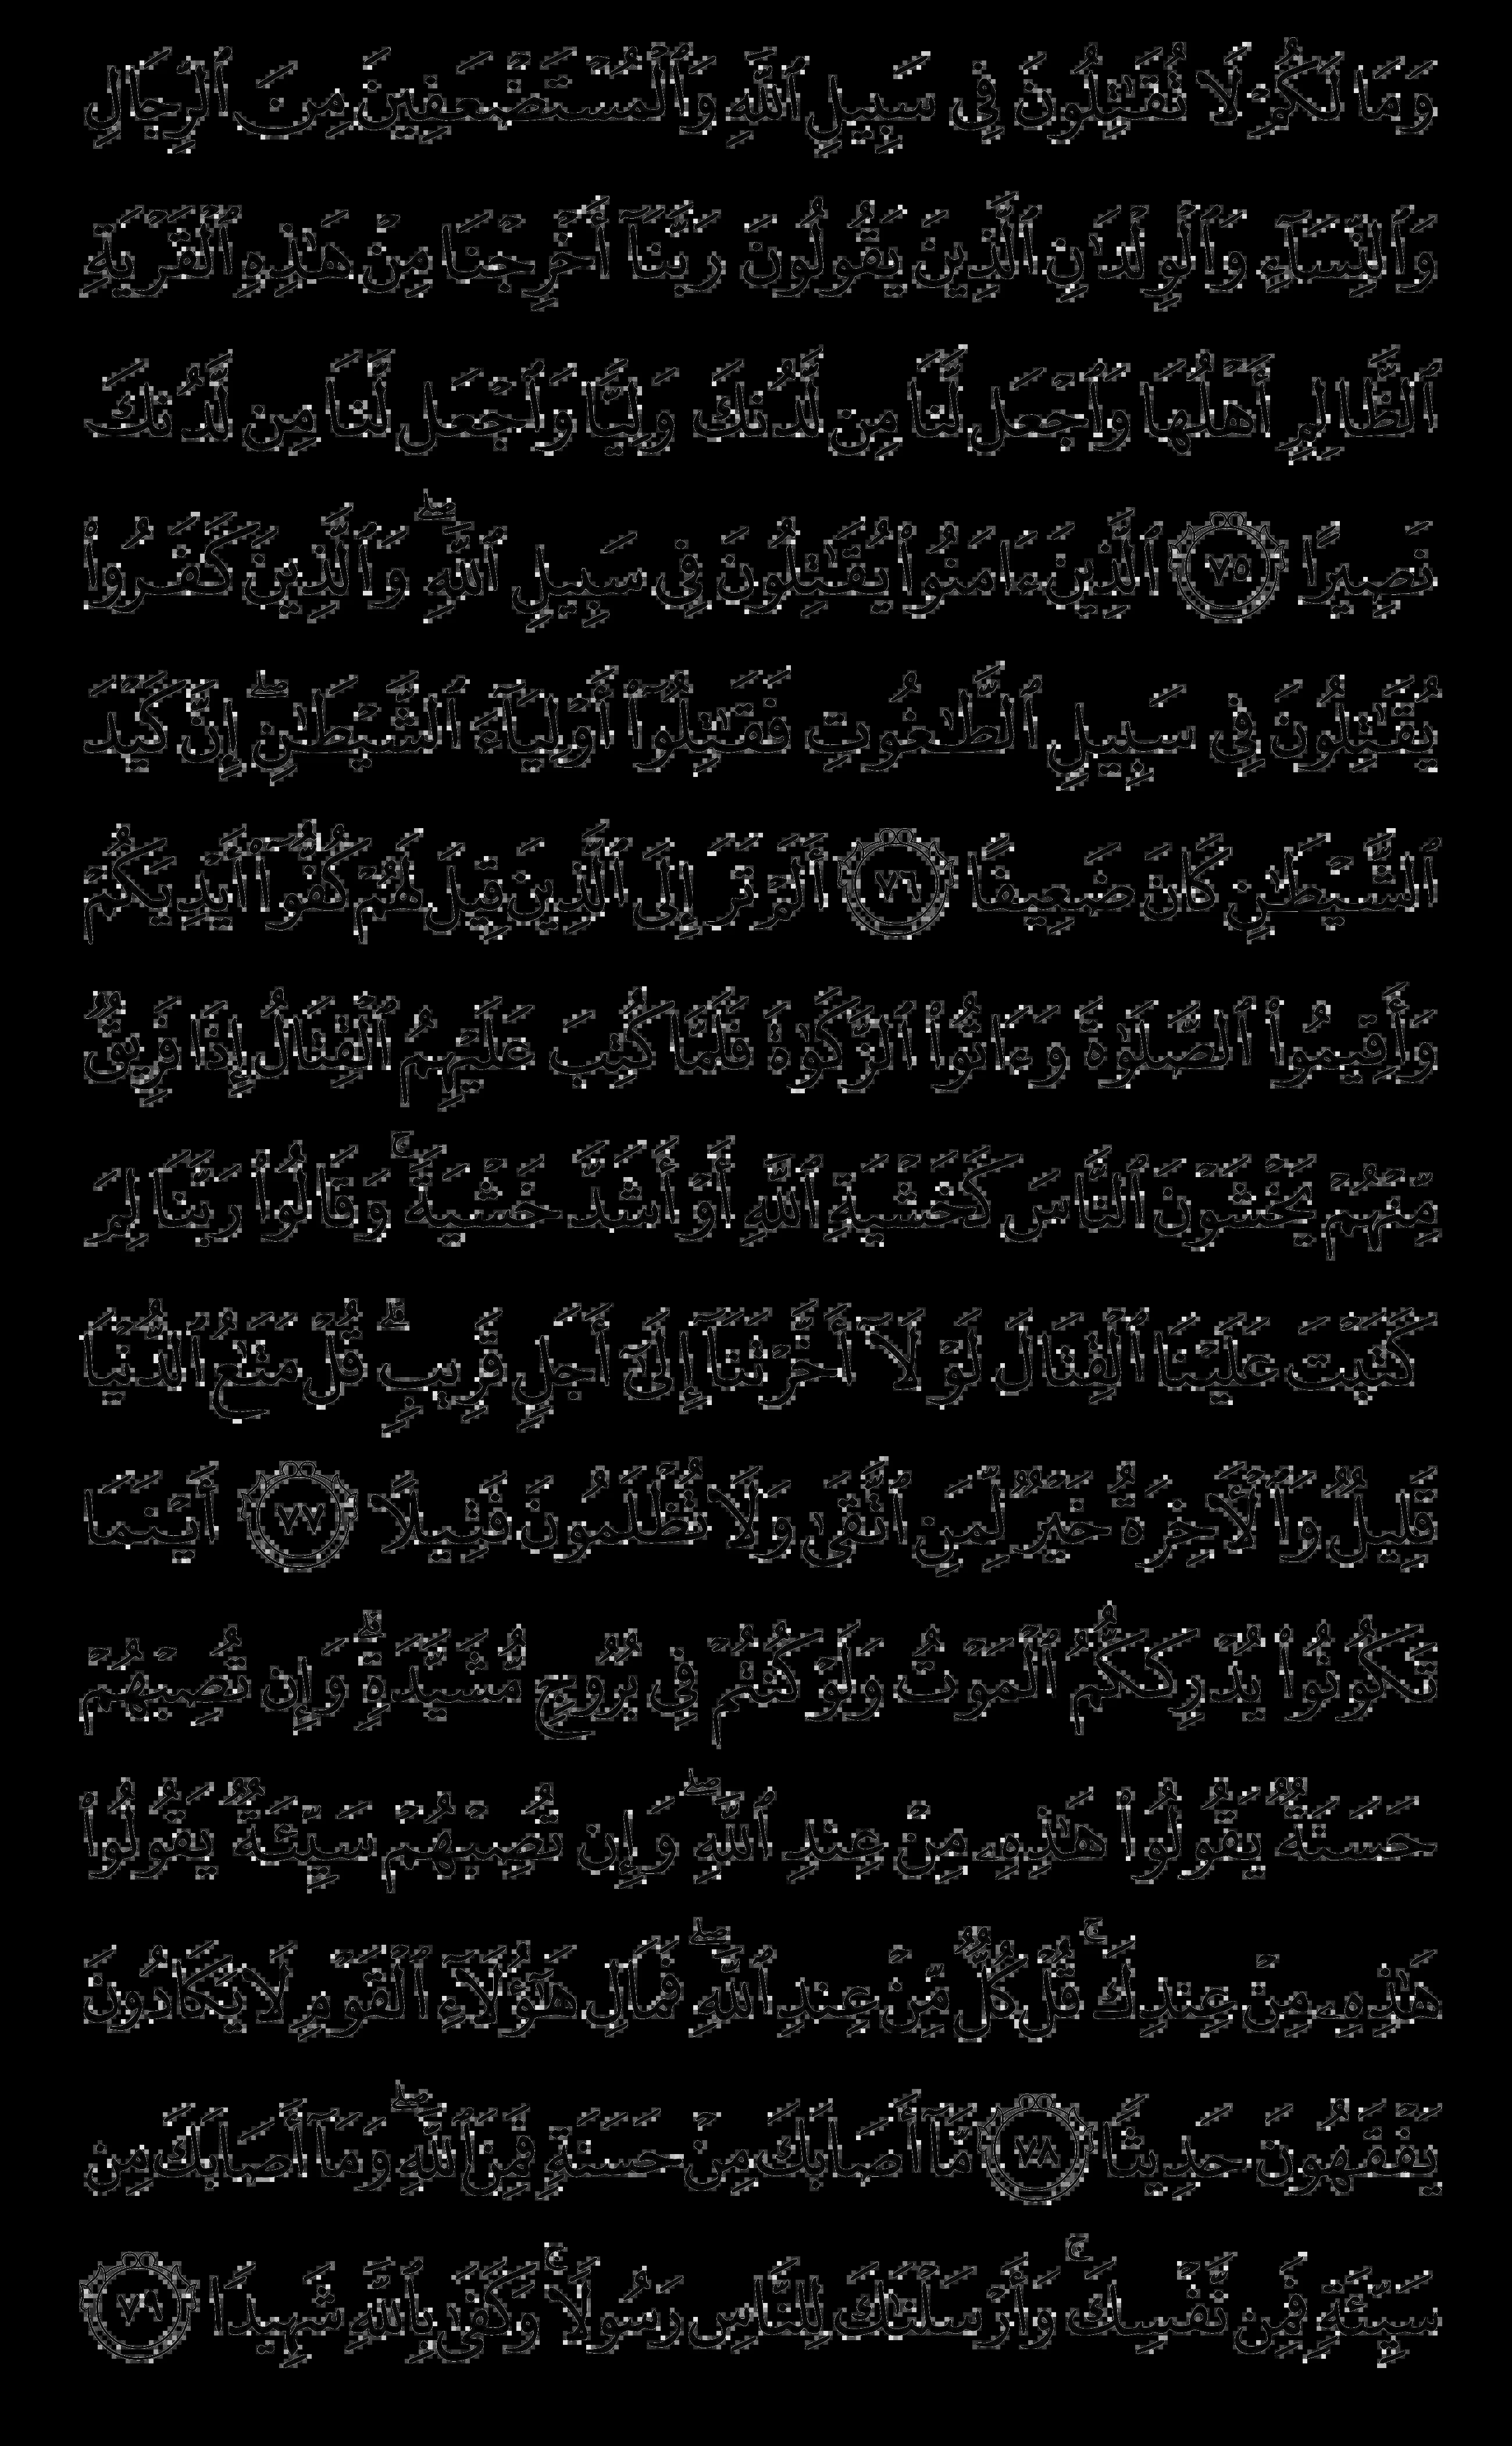 وَمَا لَكُمْ لَا تُقَٰتِلُونَ فِى سَبِيلِ ٱللَّهِ وَٱلْمُسْتَضْعَفِينَ مِنَ ٱلرِّجَالِ
وَٱلنِّسَآءِ وَٱلْوِلْدَٰنِ ٱلَّذِينَ يَقُولُونَ رَبَّنَآ أَخْرِجْنَا مِنْ هَٰذِهِ ٱلْقَرْيَةِ
ٱلظَّالِمِ أَهْلُهَا وَٱجْعَل لَّنَا مِن لَّدُنكَ وَلِيًّا وَٱجْعَل لَّنَا مِن لَّدُنكَ
نَصِيرًا ٧٥ ٱلَّذِينَ ءَامَنُوا۟ يُقَٰتِلُونَ فِى سَبِيلِ ٱللَّهِ ۖ وَٱلَّذِينَ كَفَرُوا۟
يُقَٰتِلُونَ فِى سَبِيلِ ٱلطَّٰغُوتِ فَقَٰتِلُوٓا۟ أَوْلِيَآءَ ٱلشَّيْطَٰنِ ۖ إِنَّ كَيْدَ
ٱلشَّيْطَٰنِ كَانَ ضَعِيفًا ٧٦ أَلَمْ تَرَ إِلَى ٱلَّذِينَ قِيلَ لَهُمْ كُفُّوٓا۟ أَيْدِيَكُمْ
وَأَقِيمُوا۟ ٱلصَّلَوٰةَ وَءَاتُوا۟ ٱلزَّكَوٰةَ فَلَمَّا كُتِبَ عَلَيْهِمُ ٱلْقِتَالُ إِذَا فَرِيقٌ
مِّنْهُمْ يَخْشَوْنَ ٱلنَّاسَ كَخَشْيَةِ ٱللَّهِ أَوْ أَشَدَّ خَشْيَةً ۚ وَقَالُوا۟ رَبَّنَا لِمَ
كَتَبْتَ عَلَيْنَا ٱلْقِتَالَ لَوْلَآ أَخَّرْتَنَآ إِلَىٰٓ أَجَلٍ قَرِيبٍ ۗ قُلْ مَتَٰعُ ٱلدُّنْيَا
قَلِيلٌ وَٱلْءَاخِرَةُ خَيْرٌ لِّمَنِ ٱتَّقَىٰ وَلَا تُظْلَمُونَ فَتِيلًا ٧٧ أَيْنَمَا
تَكُونُوا۟ يُدْرِككُّمُ ٱلْمَوْتُ وَلَوْ كُنتُمْ فِى بُرُوجٍ مُّشَيَّدَةٍ ۗ وَإِن تُصِبْهُمْ
حَسَنَةٌ يَقُولُوا۟ هَٰذِهِۦ مِنْ عِندِ ٱللَّهِ ۖ وَإِن تُصِبْهُمْ سَيِّئَةٌ يَقُولُوا۟
هَٰذِهِۦ مِنْ عِندِكَ ۚ قُلْ كُلٌّ مِّنْ عِندِ ٱللَّهِ ۖ فَمَالِ هَٰٓؤُلَآءِ ٱلْقَوْمِ لَا يَكَادُونَ
يَفْقَهُونَ حَدِيثًا ٧٨ مَّآ أَصَابَكَ مِنْ حَسَنَةٍ فَمِنَ ٱللَّهِ ۖ وَمَآ أَصَابَكَ مِن
سَيِّئَةٍ فَمِن نَّفْسِكَ ۚ وَأَرْسَلْنَٰكَ لِلنَّاسِ رَسُولًا ۚ وَكَفَىٰ بِٱللَّهِ شَهِيدًا ٧٩